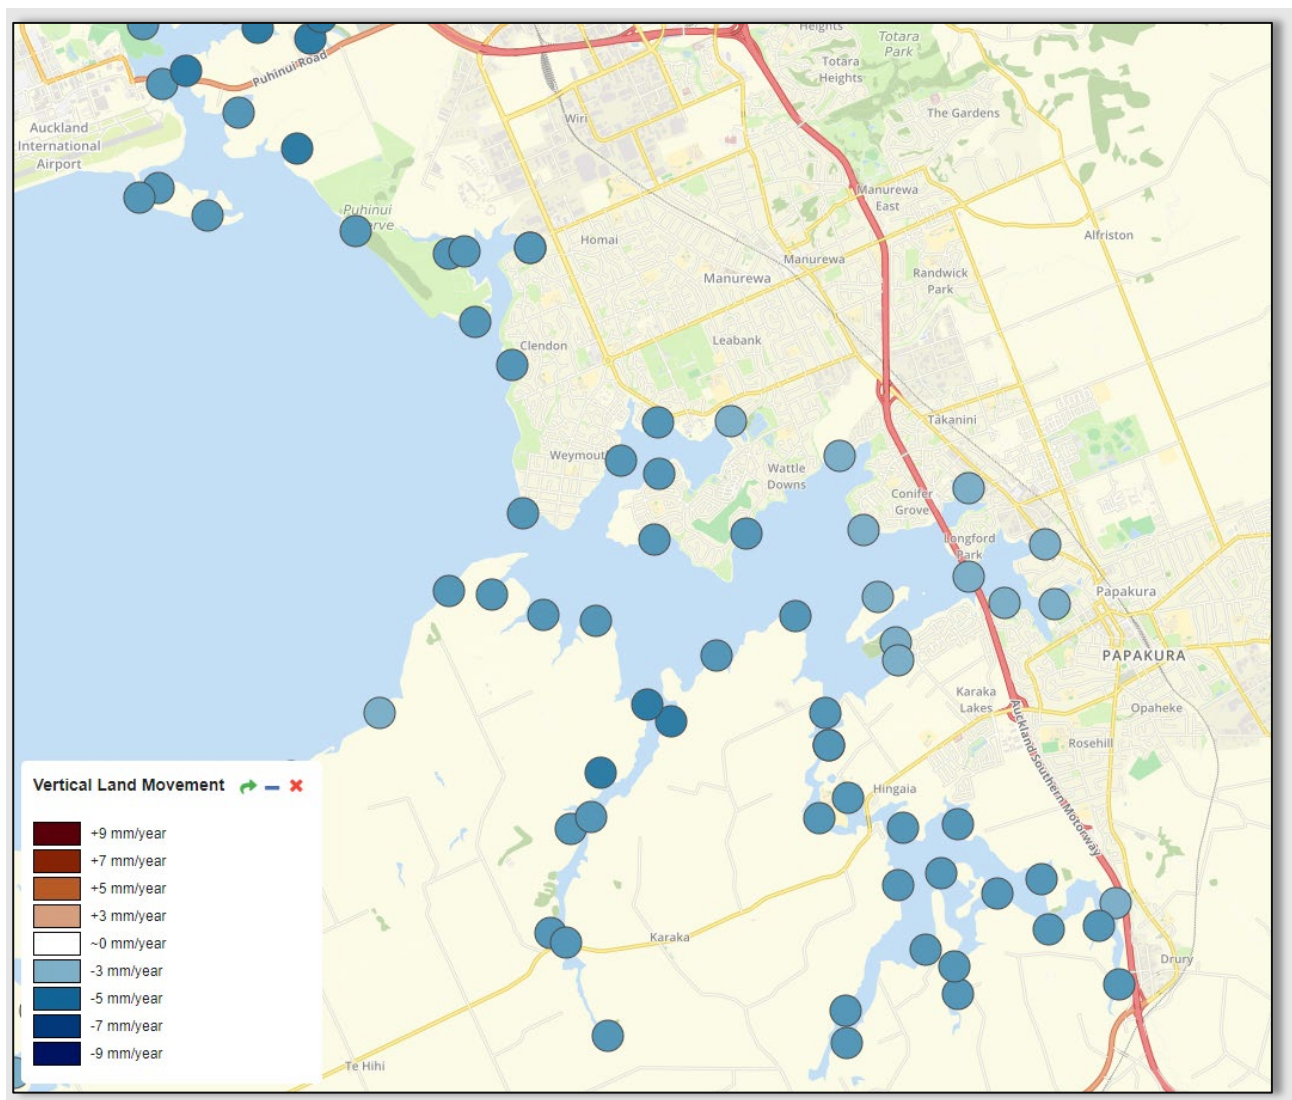 Heights
Totara
Park
Totara
Heights
Puhinui Road
The Gardens
Wiri
Auckland
International
Airport
Manurewa
East
Puhinui
Homai
Alfriston
Manurewa
Manurewa
Randwick
Park
Clendon
Leabank
Takanini
Wattle
Downs
Conifer
Grove
Longford
Park
Papakura
PAPAKURA
Karaka
Lakes
Opaheke
Auckland Southern Motorway
Rosehill
Hingaia
Karaka
Drury
Te Hihi
Vertical Land Movement
+9 mm/year
+7 mm/year
+5 mm/year
+3 mm/year
~0 mm/year
-3 mm/year
-5 mm/year
-7 mm/year
-9 mm/year